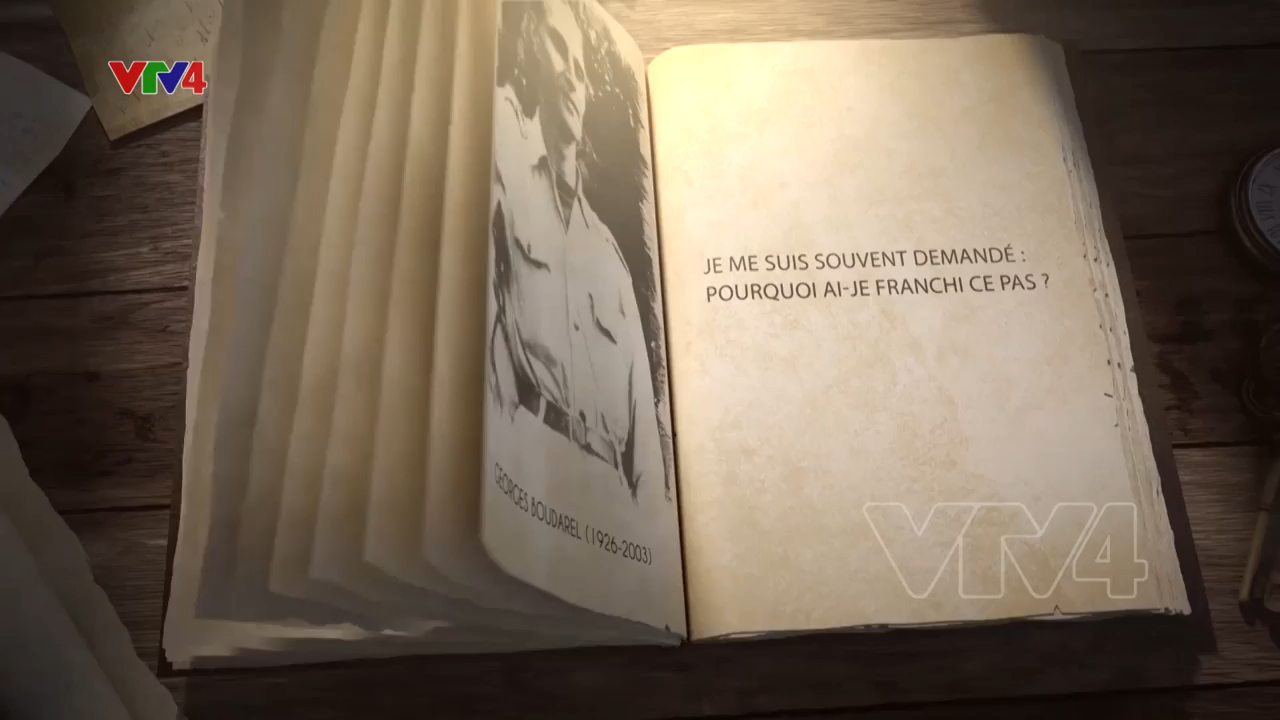 VTV4
GEORGES BOUDAREL (1926-2003)
JE ME SUIS SOUVENT DEMANDÉ :
POURQUOI AI-JE FRANCHI CE PAS ?
VTV4